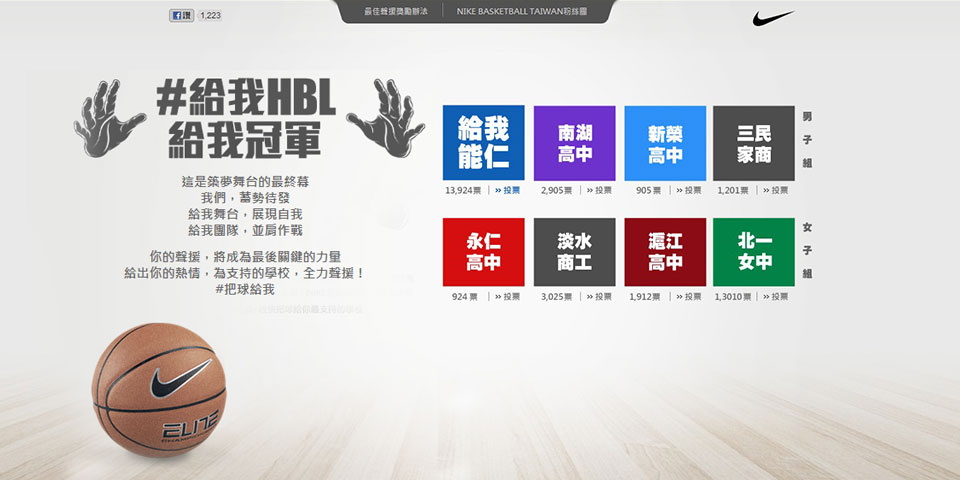 讚 1,223
最佳聲援獎勵辦法 NIKE BASKETBALL TAIWAN粉絲團
#給我HBL
給我冠軍
這是築夢舞台的最終幕
我們，蓄勢待發
給我舞台，展現自我
給我團隊，並肩作戰
你的聲援，將成為最後關鍵的力量
給出你的熱情，為支持的學校，全力聲援！
#把球給我
男子組
給我
能仁
13,924票 » 投票
南湖
高中
2,905票 » 投票
新榮
高中
905票 » 投票
三民
家商
1,201票 » 投票
女子組
永仁
高中
924票 » 投票
淡水
商工
3,025票 » 投票
滬江
高中
1,912票 » 投票
北一
女中
1,3010票 » 投票
ELITE